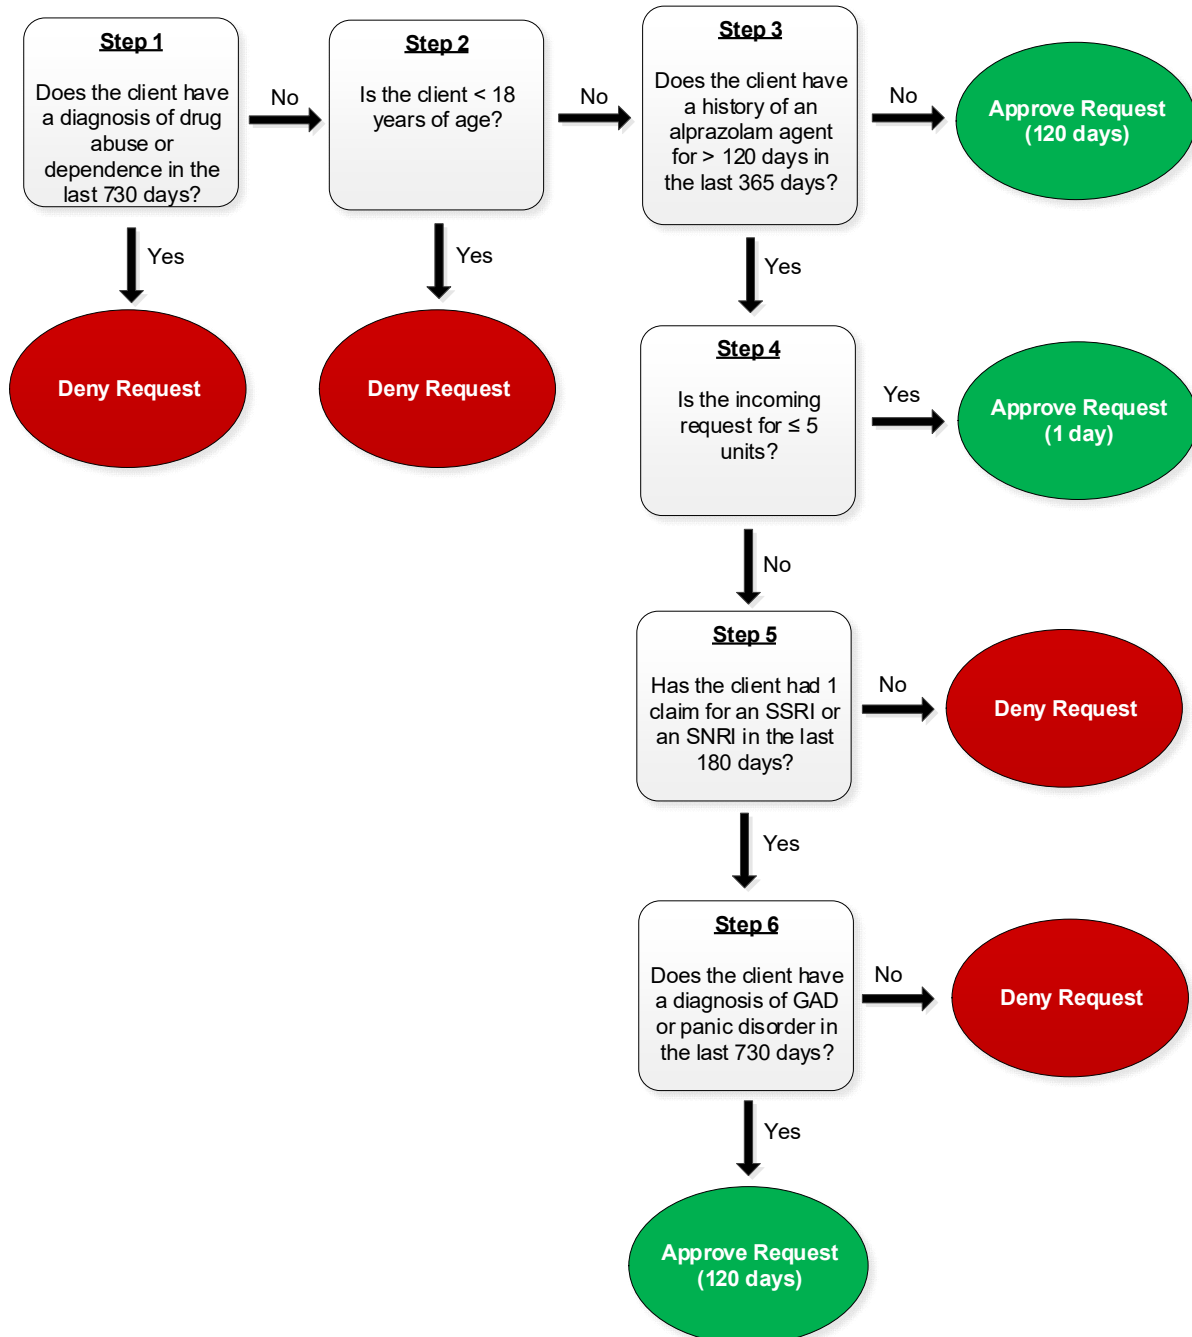 Step 1
Does the client have
a diagnosis of drug
abuse or
dependence in the
last 730 days?
No
Step 2
Is the client < 18
years of age?
No
Step 3
Does the client have
a history of an
alprazolam agent
for > 120 days in
the last 365 days?
No
Approve Request
(120 days)
Yes
Deny Request
Yes
Deny Request
Yes
Step 4
Is the incoming
request for ≤ 5
units?
Yes
Approve Request
(1 day)
No
Step 5
Has the client had 1
claim for an SSRI or
an SNRI in the last
180 days?
No
Deny Request
Yes
Step 6
Does the client have
a diagnosis of GAD
or panic disorder in
the last 730 days?
No
Deny Request
Yes
Approve Request
(120 days)